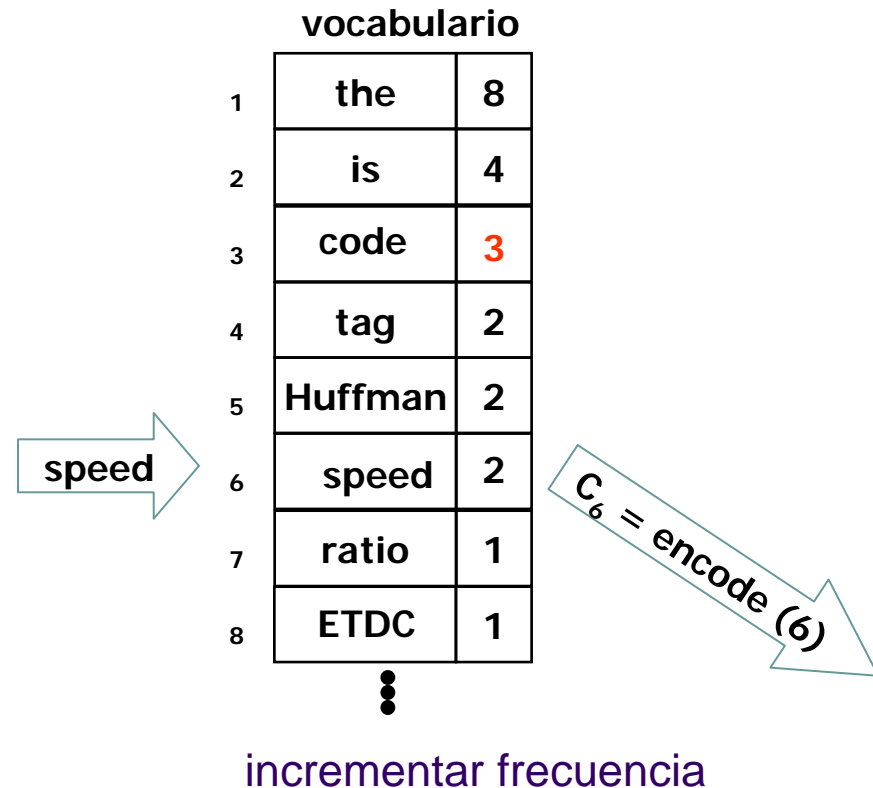 vocabulario
1 the 8
2 is 4
3 code 3
4 tag 2
5 Huffman 2
speed 6 speed 2
C₆ = encode (6)
7 ratio 1
8 ETDC 1
incrementar frecuencia